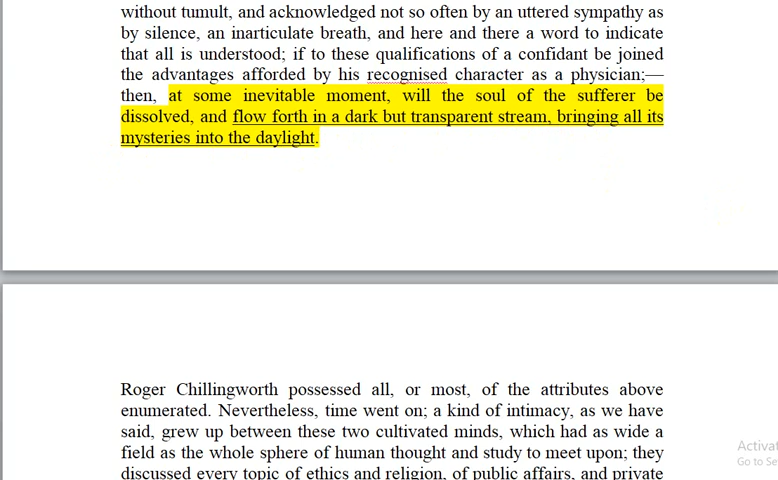 without tumult, and acknowledged not so often by an uttered sympathy as
by silence, an inarticulate breath, and here and there a word to indicate
that all is understood; if to these qualifications of a confidant be joined
the advantages afforded by his recognised character as a physician;—
then, at some inevitable moment, will the soul of the sufferer be
dissolved, and flow forth in a dark but transparent stream, bringing all its
mysteries into the daylight.
Roger Chillingworth possessed all, or most, of the attributes above
enumerated. Nevertheless, time went on; a kind of intimacy, as we have
said, grew up between these two cultivated minds, which had as wide a
field as the whole sphere of human thought and study to meet upon; they
discussed every topic of ethics and religion, of public affairs, and private
Activat
Go to Se